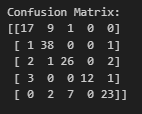 Confusion Matrix:
[[17  9  1  0  0]
 [ 1 38  0  0  1]
 [ 2  1 26  0  2]
 [ 3  0  0 12  1]
 [ 0  2  7  0 23]]